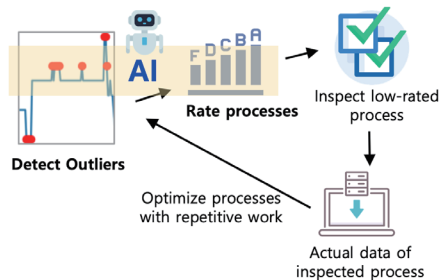 AI
F D C B A
Detect Outliers
Rate processes
Inspect low-rated
process
Optimize processes
with repetitive work
Actual data of
inspected process